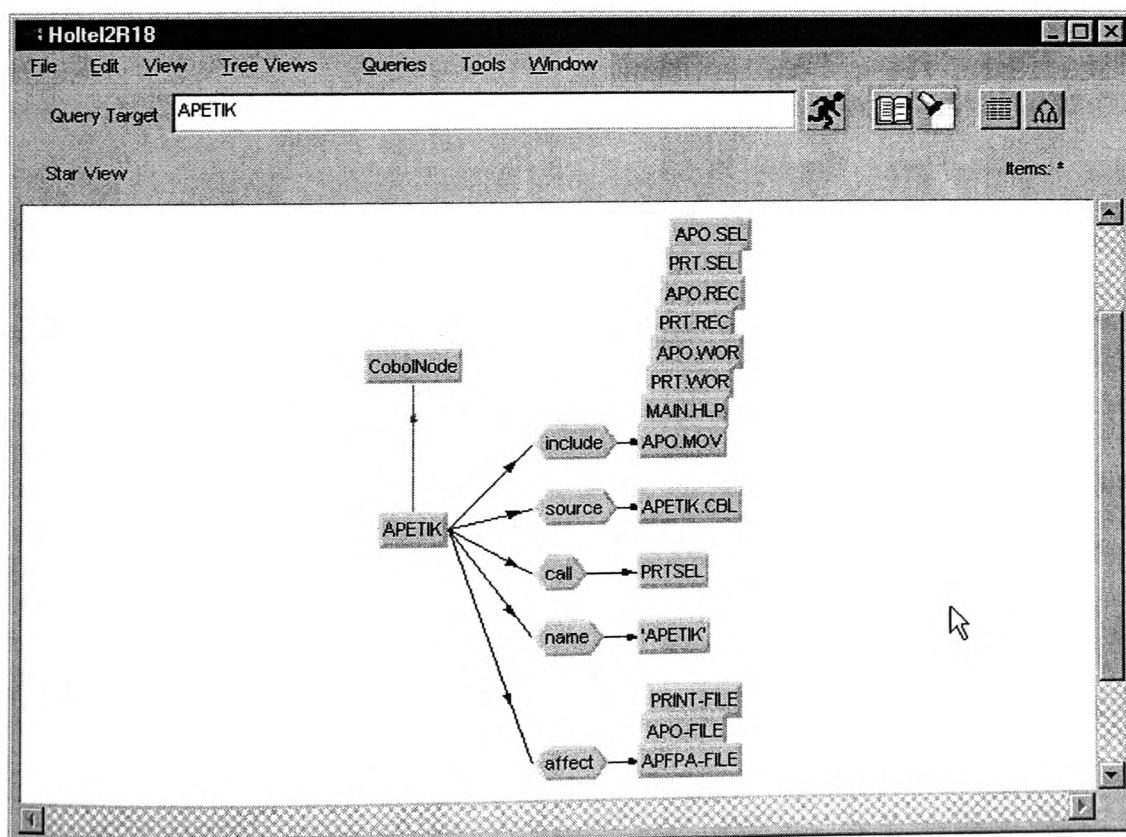 Holtel2R18
File Edit View Tree Views Queries Tools Window
Query Target APETIK
Star View Items: *
APO.SEL
PRT.SEL
APO.REC
PRT.REC
CobolNode APO.WOR
PRT.WOR
MAIN.HLP
include APO.MOV
source APETIK.CBL
APETIK
call PRTSEL
name 'APETIK'
PRINT-FILE
APO-FILE
affect APFPA-FILE